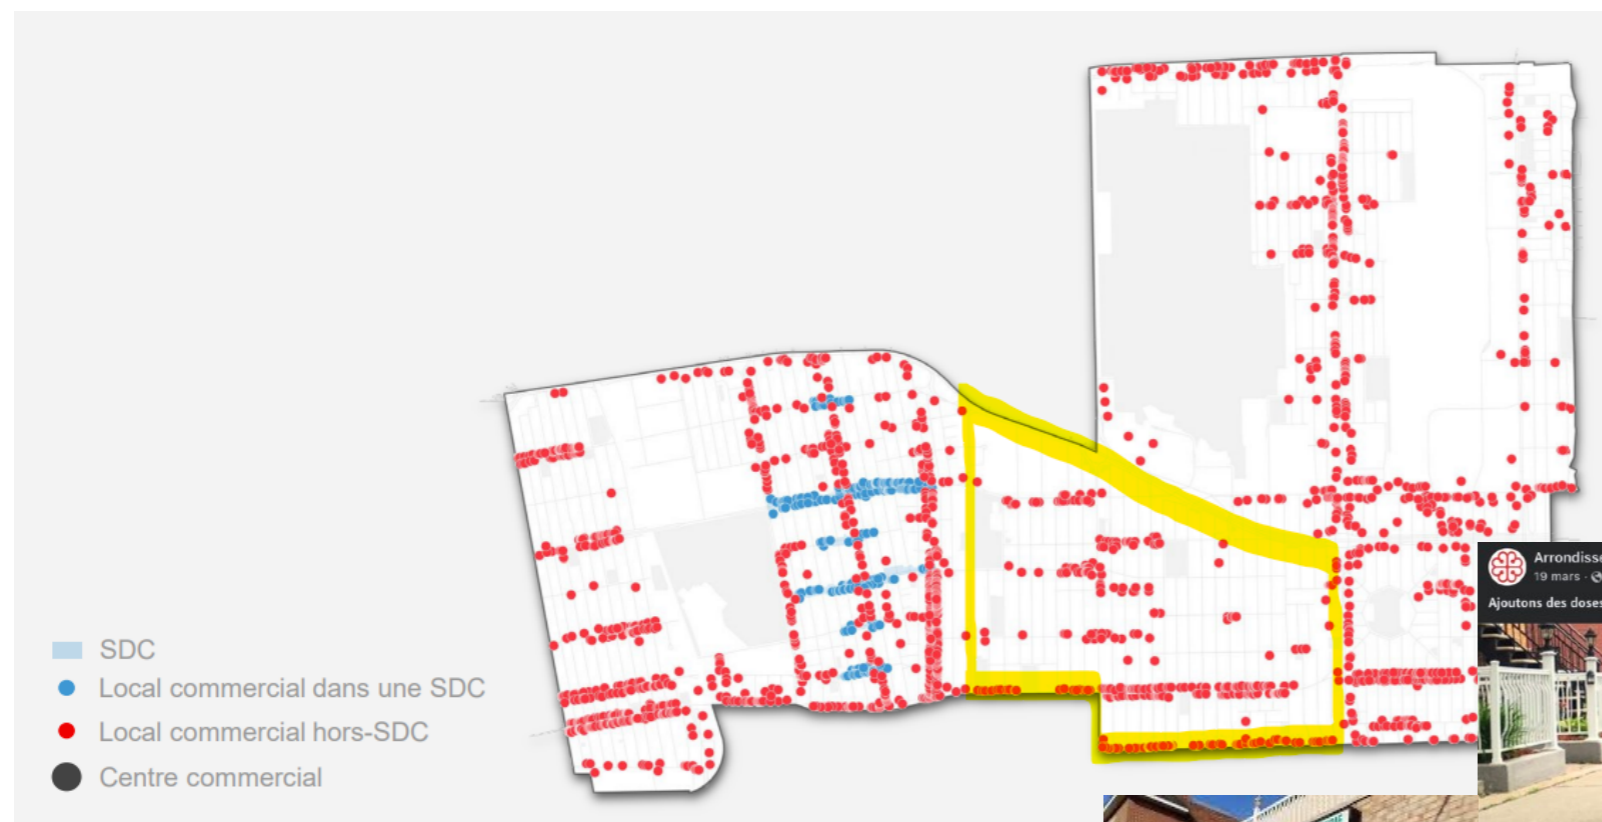 SDC
Local commercial dans une SDC
Local commercial hors-SDC
Centre commercial
Arrondisse
19 mars ·
Ajoutons des doses